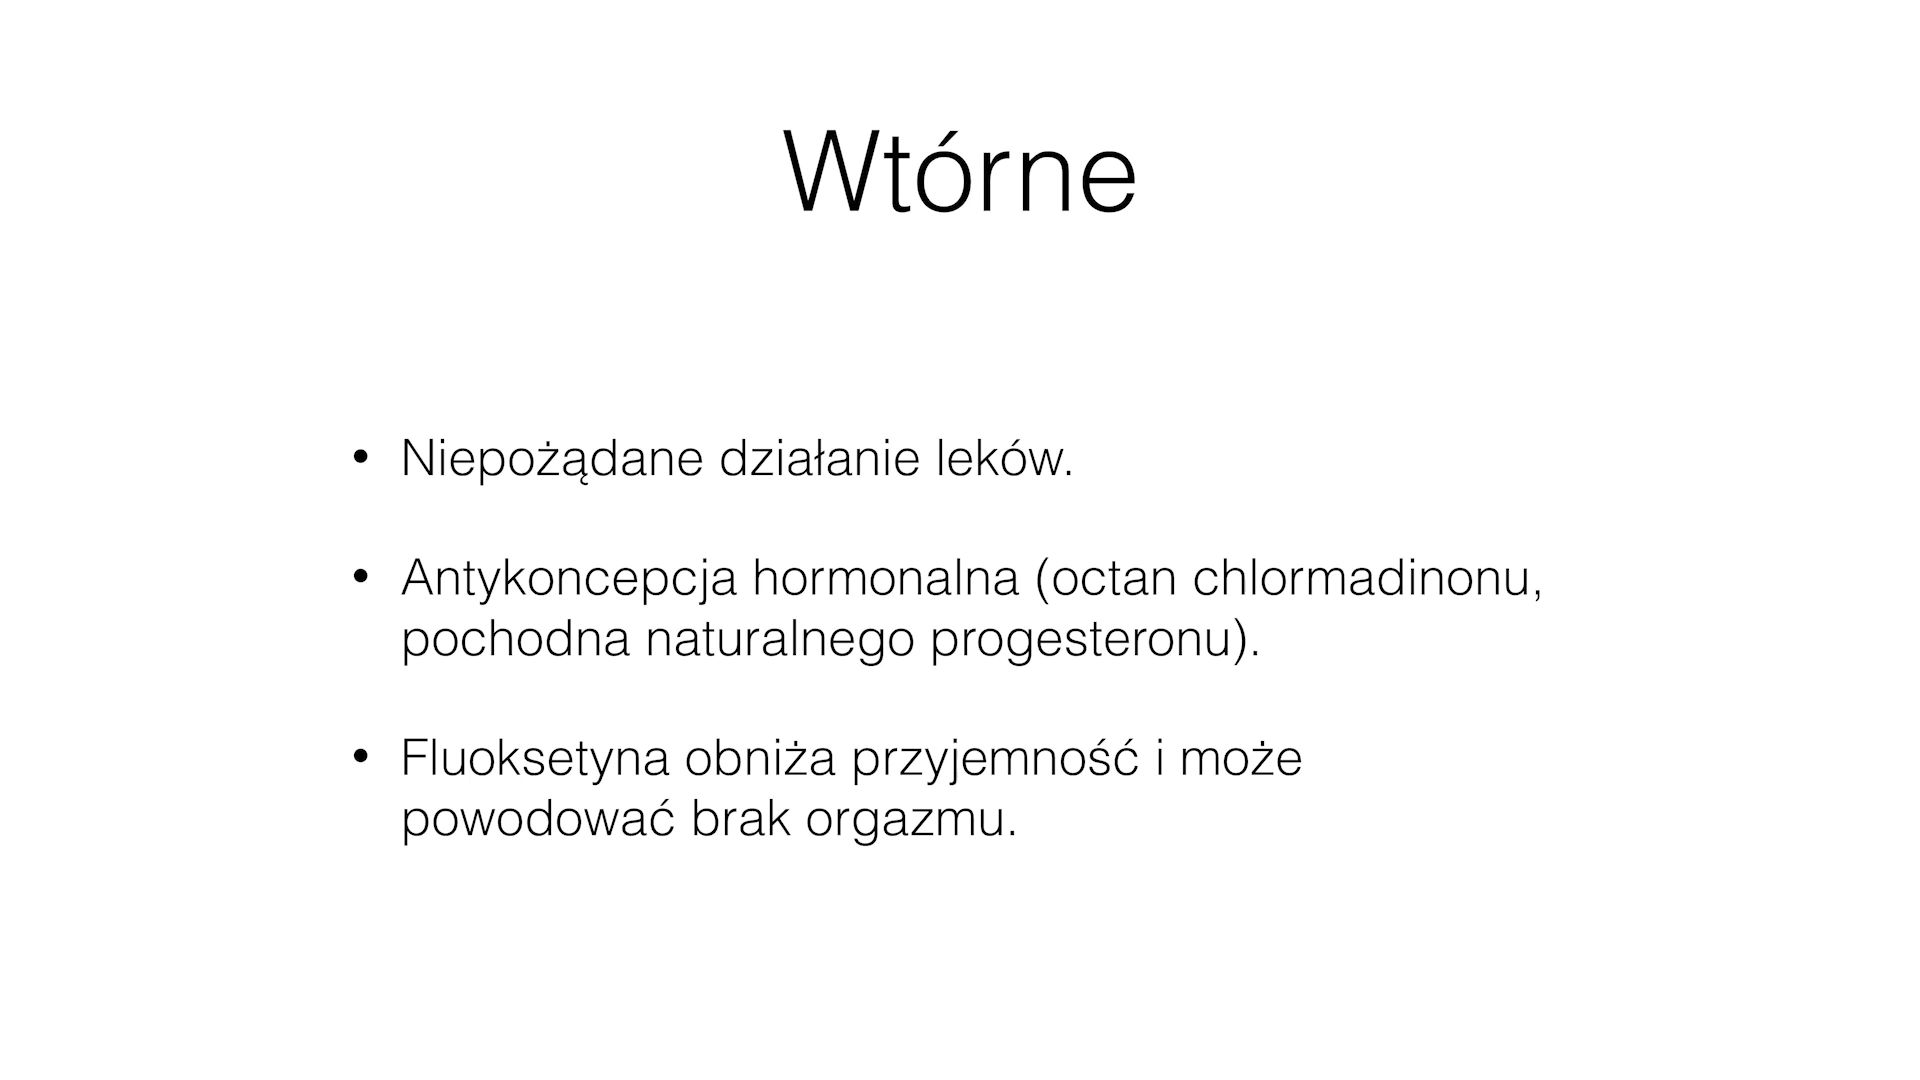 Wtórne
• Niepożądane działanie leków.
• Antykoncepcja hormonalna (octan chlormadinonu,
pochodna naturalnego progesteronu).
• Fluoksetyna obniża przyjemność i może
powodować brak orgazmu.